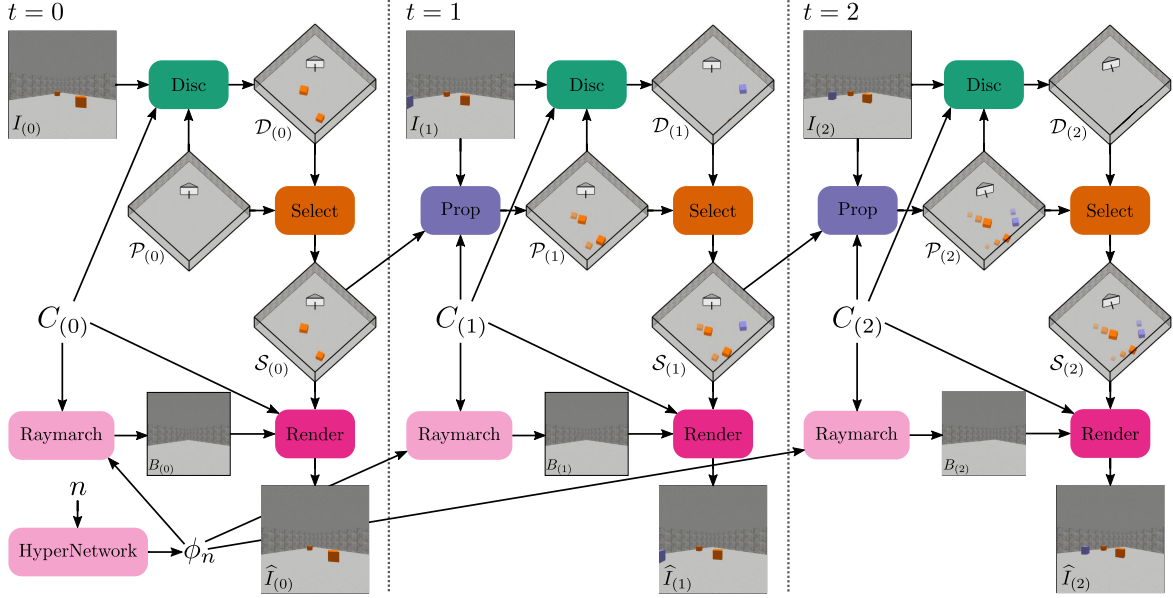 t = 0
t = 1
t = 2
I(0)
Disc
D(0)
I(1)
Disc
D(1)
I(2)
Disc
D(2)
P(0)
Select
Prop
P(1)
Select
Prop
P(2)
Select
C(0)
S(0)
C(1)
S(1)
C(2)
S(2)
Raymarch
B(0)
Render
Raymarch
B(1)
Render
Raymarch
B(2)
Render
n
HyperNetwork
ϕn
Î(0)
Î(1)
Î(2)